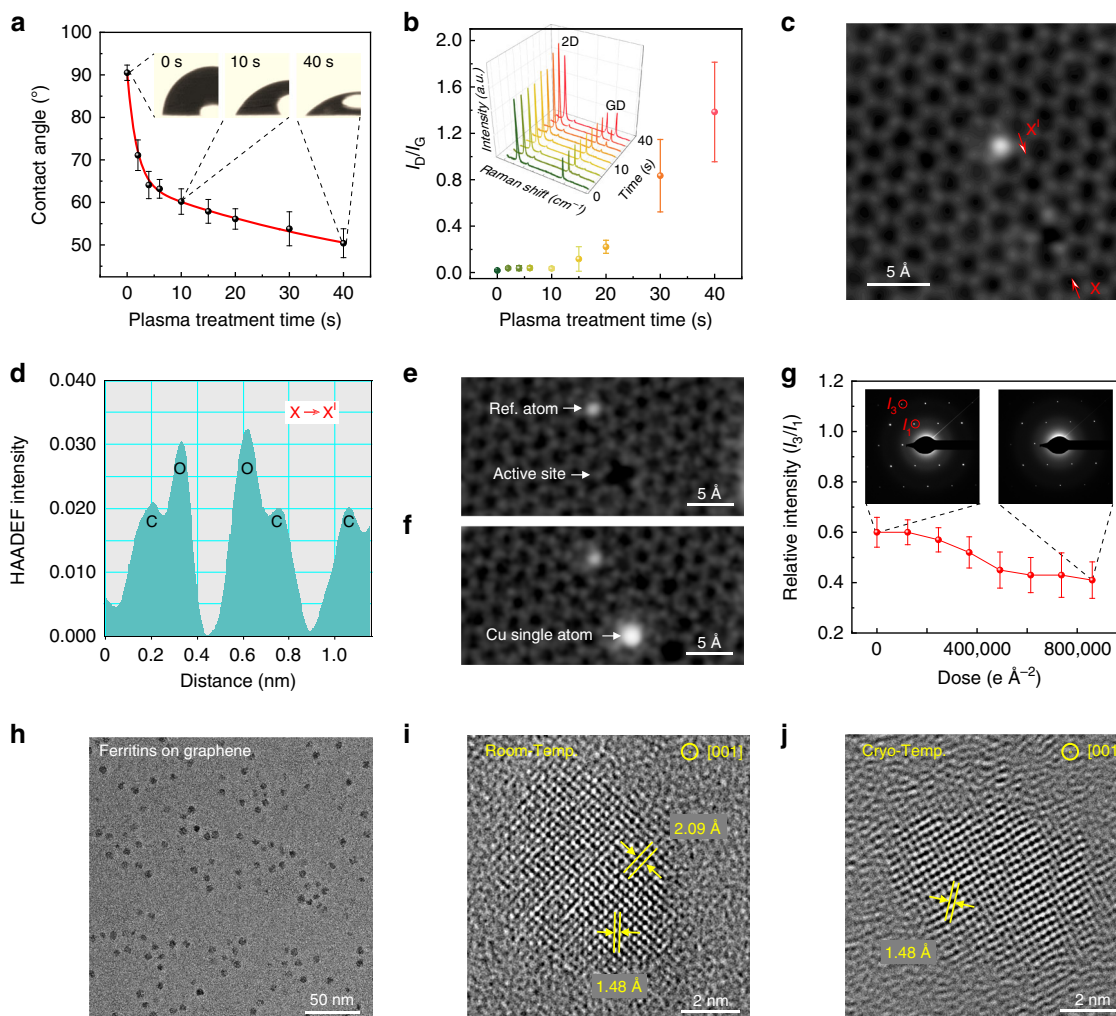 a
100
90
80
70
60
50
0 s
10 s
40 s
Contact angle (°)
0 10 20 30 40
Plasma treatment time (s)
b
2.0
1.6
1.2
0.8
0.4
0.0
I_D/I_G
2D
GD
Intensity (a.u.)
Raman shift (cm⁻¹)
Time (s)
0
10
40
0 10 20 30 40
Plasma treatment time (s)
c
X^I
X
5 Å
d
0.040
0.030
0.020
0.010
0.000
HAADEF intensity
X → X^I
C O O C C
0 0.2 0.4 0.6 0.8 1.0
Distance (nm)
e
Ref. atom
Active site
5 Å
f
Cu single atom
5 Å
g
1.2
1.0
0.8
0.6
0.4
0.2
Relative intensity (I₃/I₁)
I₃
I₁
0 400,000 800,000
Dose (e Å⁻²)
h
Ferritins on graphene
50 nm
i
Room-Temp. [001]
2.09 Å
1.48 Å
2 nm
j
Cryo-Temp. [001]
1.48 Å
2 nm